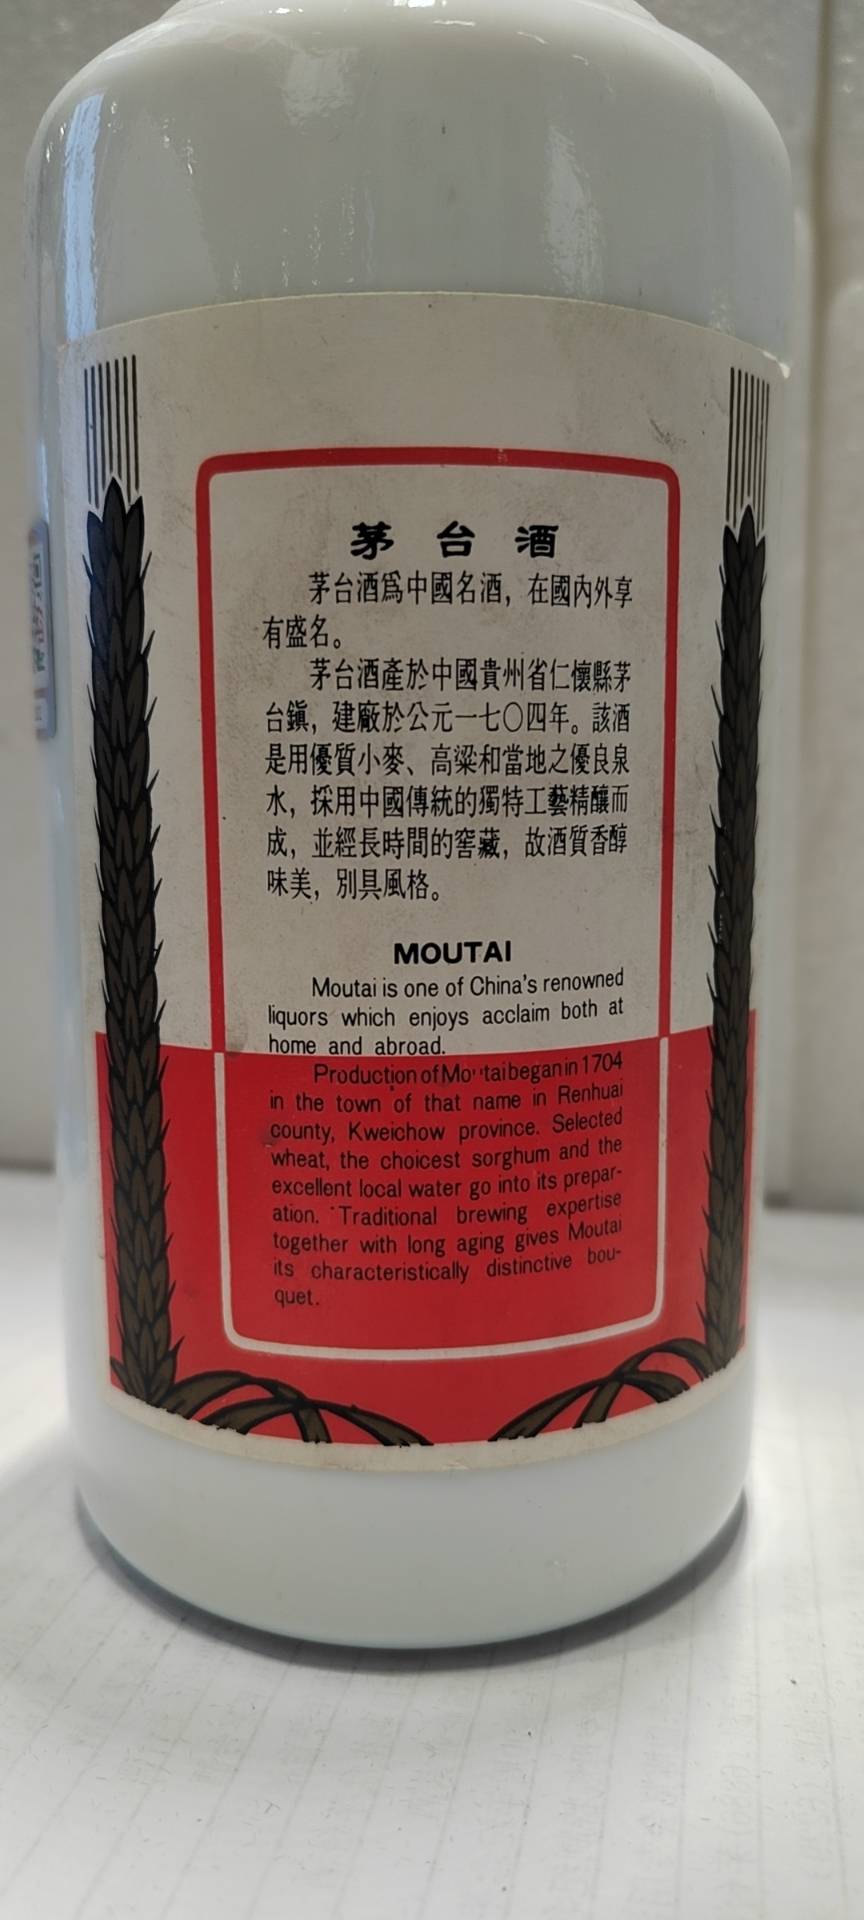 茅台酒
茅台酒爲中國名酒，在國內外享
有盛名。
茅台酒產於中國貴州省仁懷縣茅
台鎭，建廠於公元一七〇四年。該酒
是用優質小麥、高粱和當地之優良泉
水，採用中國傳統的獨特工藝精釀而
成，並經長時間的窖藏，故酒質香醇
味美，別具風格。
MOUTAI
Moutai is one of China's renowned
liquors which enjoys acclaim both at
home and abroad.
Production of Moutai began in 1704
in the town of that name in Renhuai
county, Kweichow province. Selected
wheat, the choicest sorghum and the
excellent local water go into its prepar-
ation. Traditional brewing expertise
together with long aging gives Moutai
its characteristically distinctive bou-
quet.